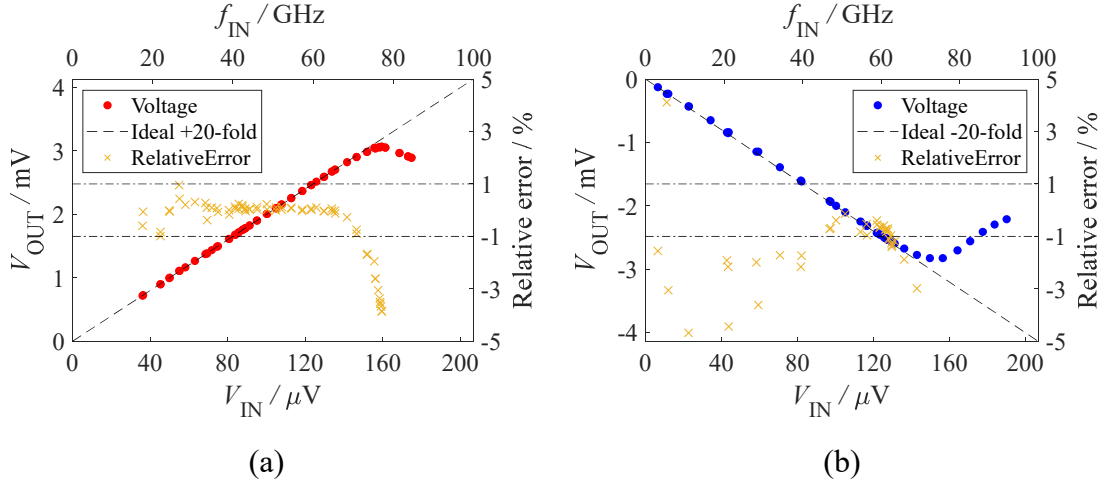 f_IN / GHz
0 20 40 60 80 100
4 3 2 1 0
V_OUT / mV
5 3 1 -1 -3 -5
Relative error / %
Voltage
Ideal +20-fold
RelativeError
0 40 80 120 160 200
V_IN / μV
(a)
f_IN / GHz
0 20 40 60 80 100
0 -1 -2 -3 -4
V_OUT / mV
5 3 1 -1 -3 -5
Relative error / %
Voltage
Ideal -20-fold
RelativeError
0 40 80 120 160 200
V_IN / μV
(b)